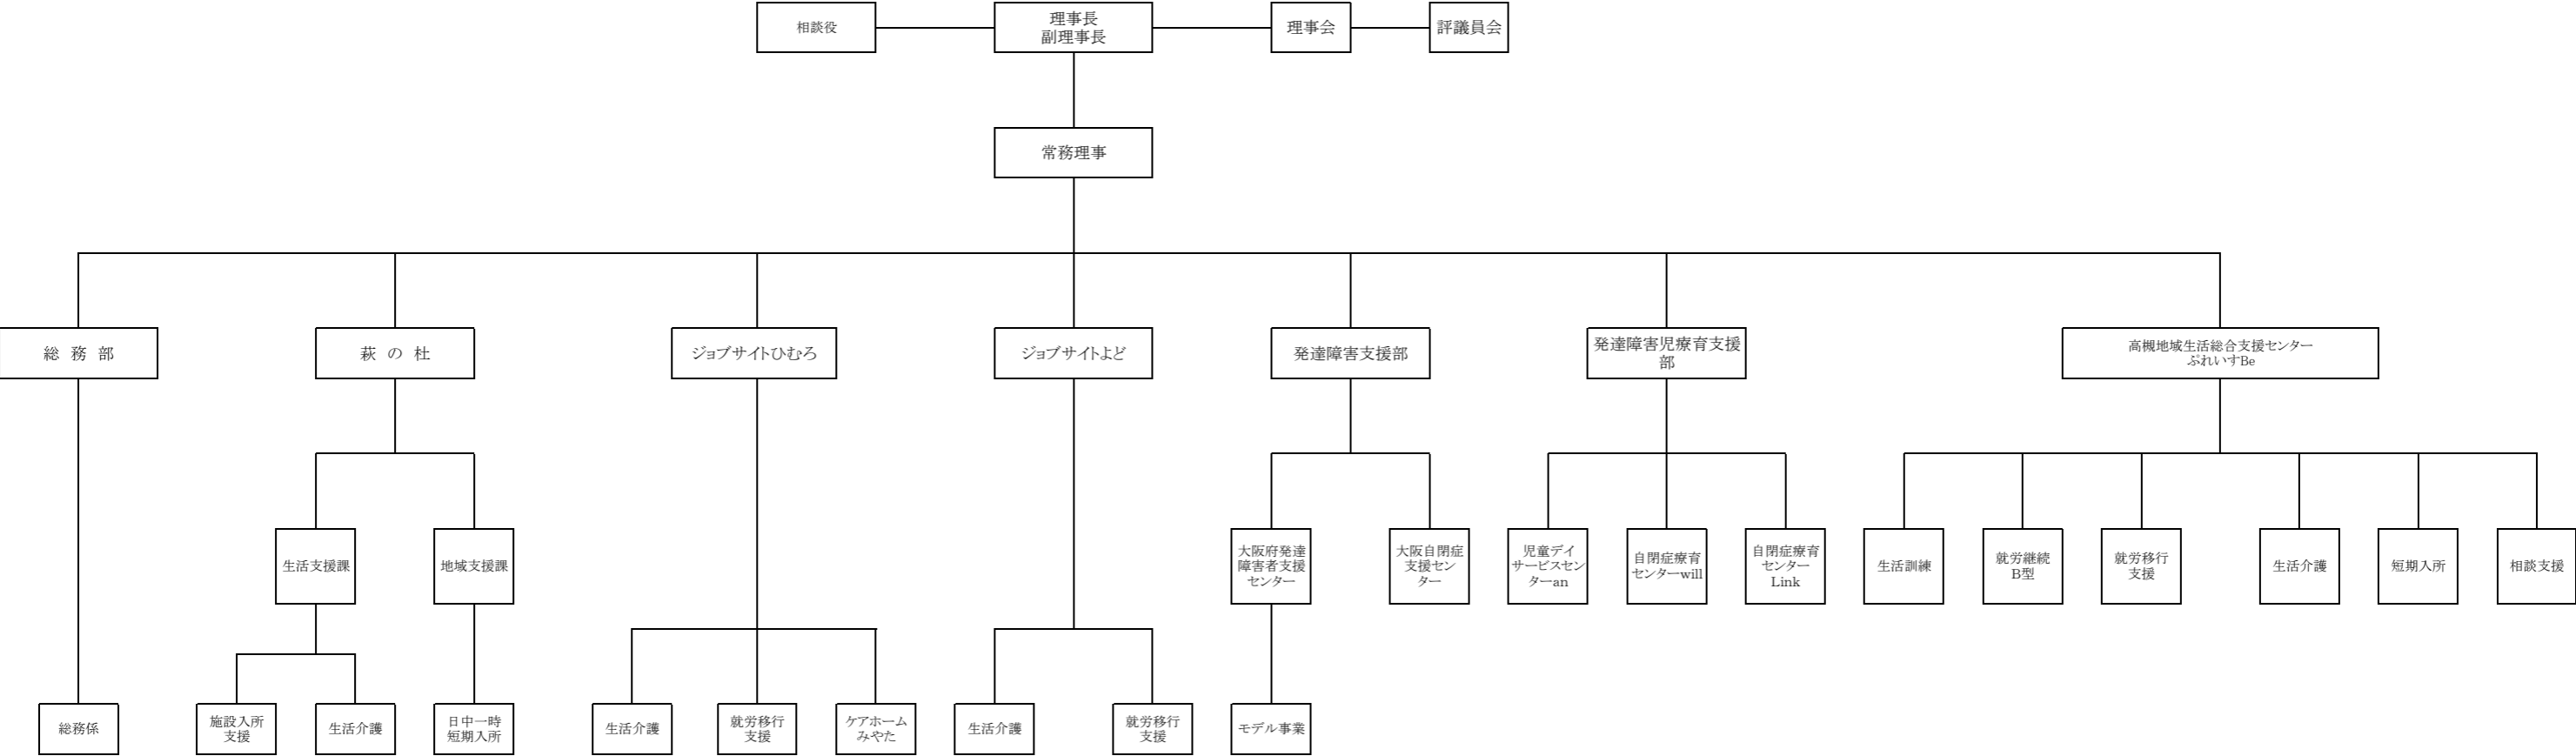 相談役
理事長
副理事長
理事会
評議員会
常務理事
総 務 部
萩 の 杜
ジョブサイトひむろ
ジョブサイトよど
発達障害支援部
発達障害児療育支援
部
高槻地域生活総合支援センター
ぷれいすBe
生活支援課
地域支援課
大阪府発達
障害者支援
センター
大阪自閉症
支援セン
ター
児童デイ
サービスセン
ターan
自閉症療育
センターwill
自閉症療育
センター
Link
生活訓練
就労継続
B型
就労移行
支援
生活介護
短期入所
相談支援
総務係
施設入所
支援
生活介護
日中一時
短期入所
生活介護
就労移行
支援
ケアホーム
みやた
生活介護
就労移行
支援
モデル事業